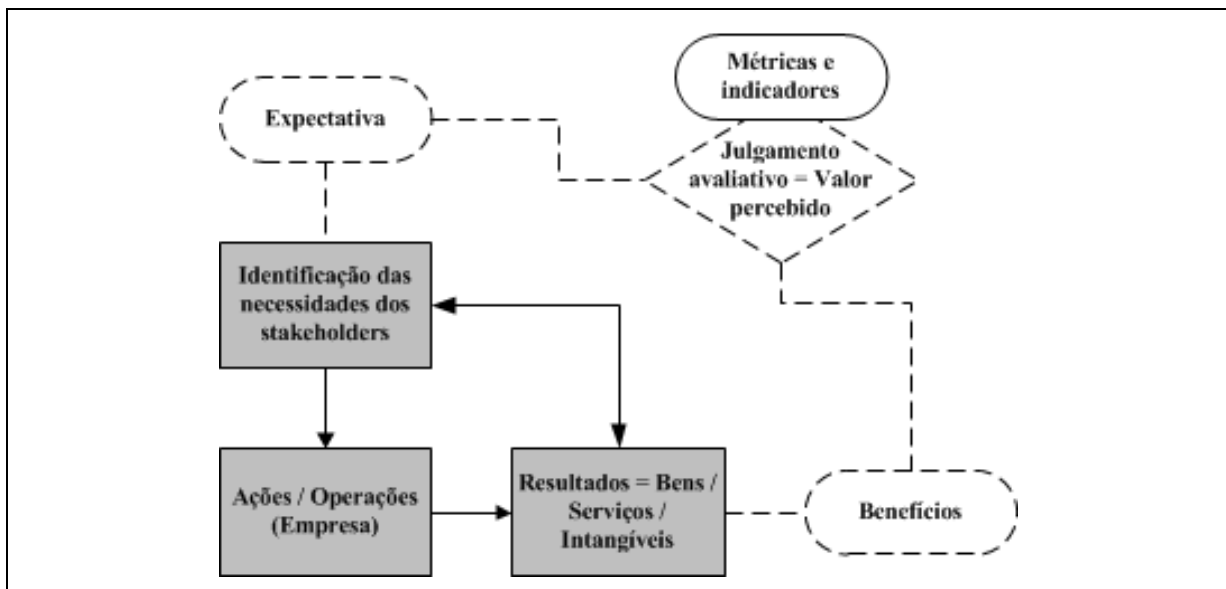 Métricas e
indicadores
Expectativa
Julgamento
avaliativo = Valor
percebido
Identificação das
necessidades dos
stakeholders
Ações / Operações
(Empresa)
Resultados = Bens /
Serviços /
Intangíveis
Benefícios